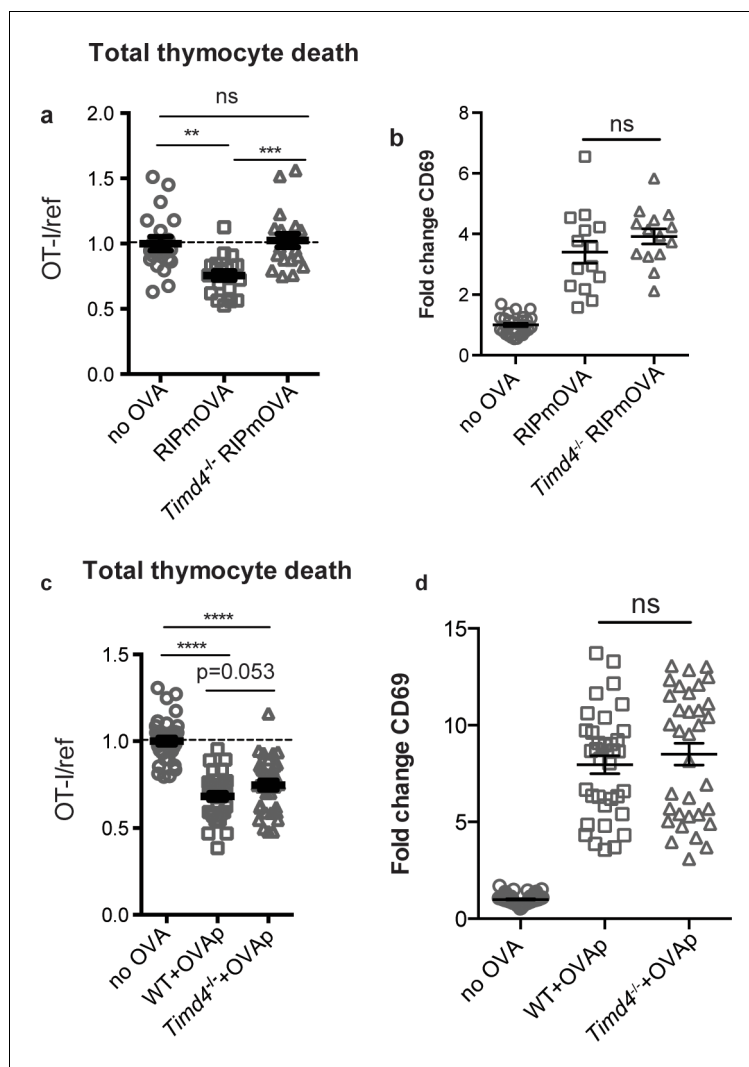 Total thymocyte death
a
ns
**
***
2.0
1.5
1.0
0.5
0.0
OT-I/ref
no OVA
RIPmOVA
Timd4-/- RIPmOVA
b
ns
8
6
4
2
0
Fold change CD69
no OVA
RIPmOVA
Timd4-/- RIPmOVA
c
Total thymocyte death
****
****
p=0.053
1.5
1.0
0.5
0.0
OT-I/ref
no OVA
WT+OVAp
Timd4-/-+OVAp
d
ns
15
10
5
0
Fold change CD69
no OVA
WT+OVAp
Timd4-/-+OVAp